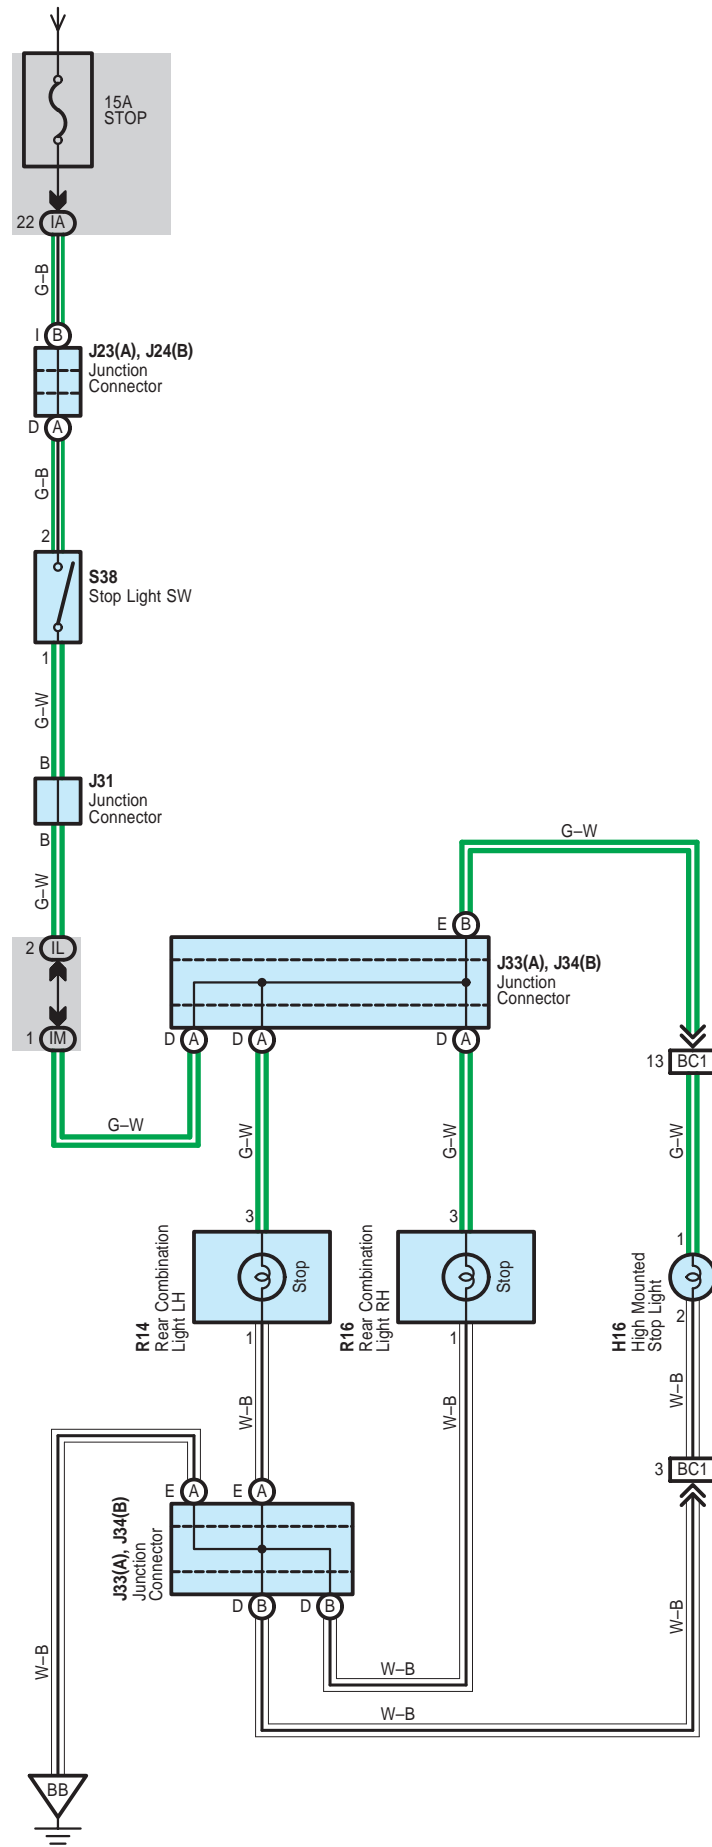 15A
STOP
22 IA
G–B
I B
J23(A), J24(B)
Junction
Connector
D A
G–B
2
S38
Stop Light SW
1
G–W
B
J31
Junction
Connector
B
G–W
G–W
2 IL
E B
J33(A), J34(B)
Junction
Connector
1 IM
D A
D A
D A
13 BC1
G–W
G–W
G–W
G–W
3
Stop
R14
Rear Combination
Light LH
1
3
Stop
R16
Rear Combination
Light RH
1
1
H16
High Mounted
Stop Light
2
W–B
W–B
W–B
3 BC1
E A
E A
J33(A), J34(B)
Junction
Connector
D B
D B
W–B
W–B
W–B
W–B
BB